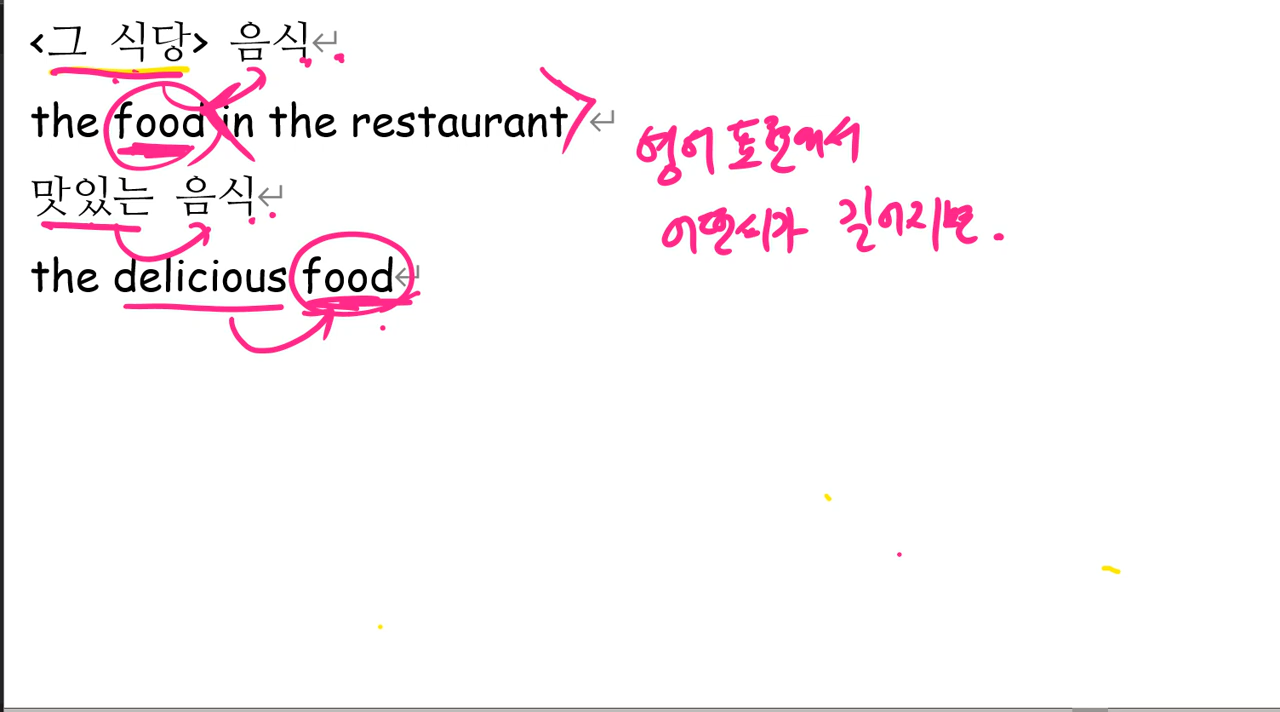 <그 식당> 음식
the food in the restaurant
맛있는 음식
the delicious food
영어 표현에서
어떤씨가 길어지면.